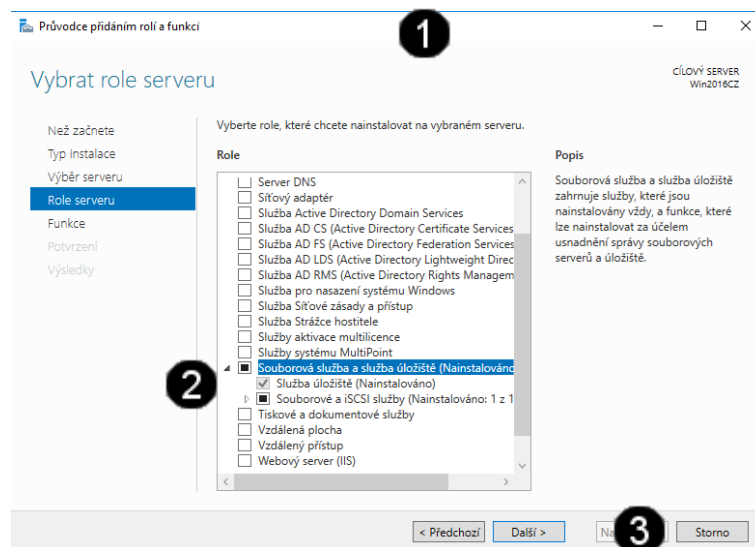 Průvodce přidáním rolí a funkcí
1
Vybrat role serveru
CÍLOVÝ SERVER
Win2016CZ
Než začnete
Typ instalace
Výběr serveru
Role serveru
Funkce
Potvrzení
Výsledky
Vyberte role, které chcete nainstalovat na vybraném serveru.
Role
Server DNS
Síťový adaptér
Služba Active Directory Domain Services
Služba AD CS (Active Directory Certificate Services
Služba AD FS (Active Directory Federation Services
Služba AD LDS (Active Directory Lightweight Direc
Služba AD RMS (Active Directory Rights Managem
Služba pro nasazení systému Windows
Služba Síťové zásady a přístup
Služba Strážce hostitele
Služby aktivace multilicence
Služby systému MultiPoint
Souborová služba a služba úložiště (Nainstalováno
2
Služba úložiště (Nainstalováno)
Souborové a iSCSI služby (Nainstalováno: 1 z 1
Tiskové a dokumentové služby
Vzdálená plocha
Vzdálený přístup
Webový server (IIS)
Popis
Souborová služba a služba úložiště
zahrnuje služby, které jsou
nainstalovány vždy, a funkce, které
lze nainstalovat za účelem
usnadnění správy souborových
serverů a úložiště.
< Předchozí
Další >
3
Storno